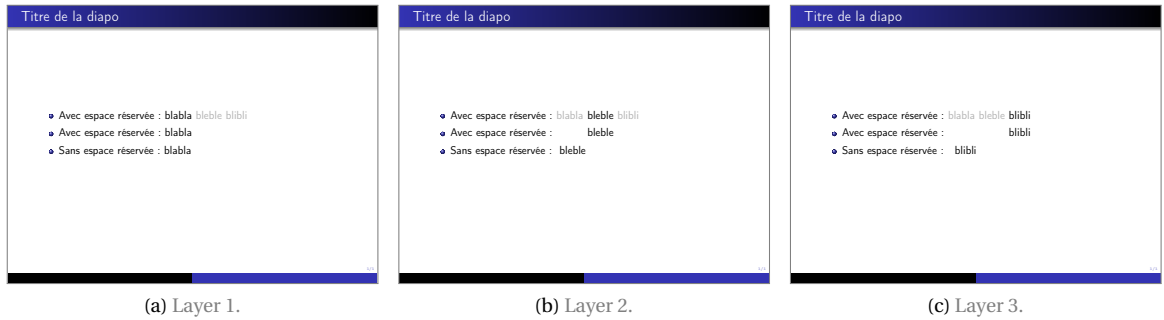 Titre de la diapo
Avec espace réservée : blabla bleble blibli
Avec espace réservée : blabla
Sans espace réservée : blabla
(a) Layer 1.
Titre de la diapo
Avec espace réservée : blabla bleble blibli
Avec espace réservée : bleble
Sans espace réservée : bleble
(b) Layer 2.
Titre de la diapo
Avec espace réservée : blabla bleble blibli
Avec espace réservée : blibli
Sans espace réservée : blibli
(c) Layer 3.